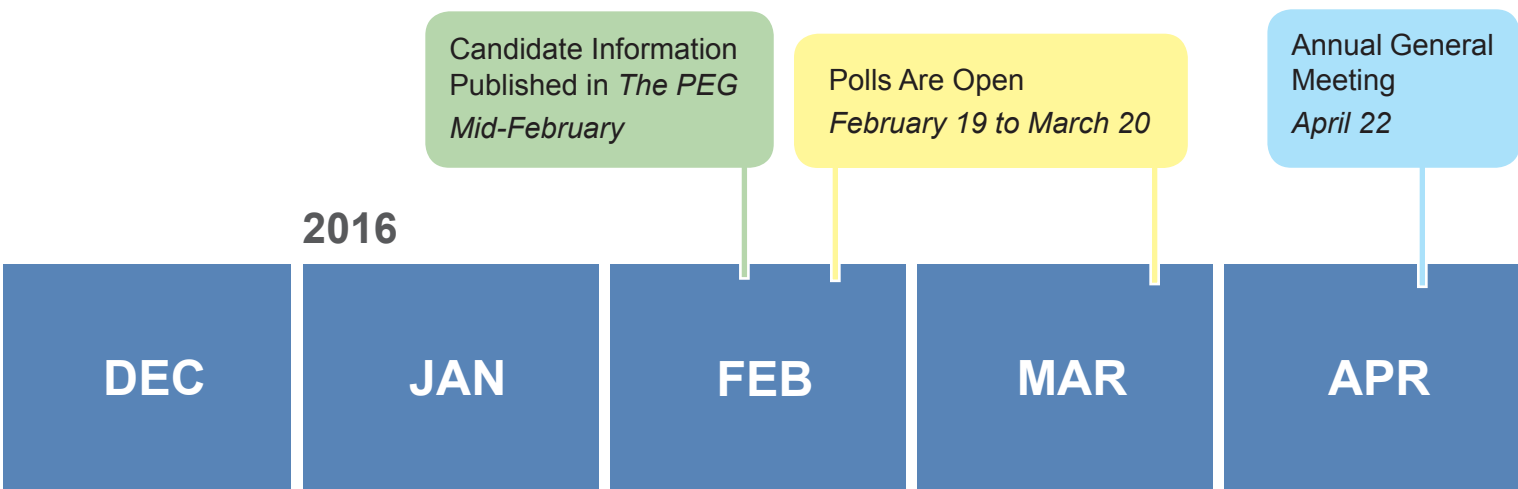 Candidate Information
Published in The PEG
Mid-February
Polls Are Open
February 19 to March 20
Annual General
Meeting
April 22
2016
DEC
JAN
FEB
MAR
APR